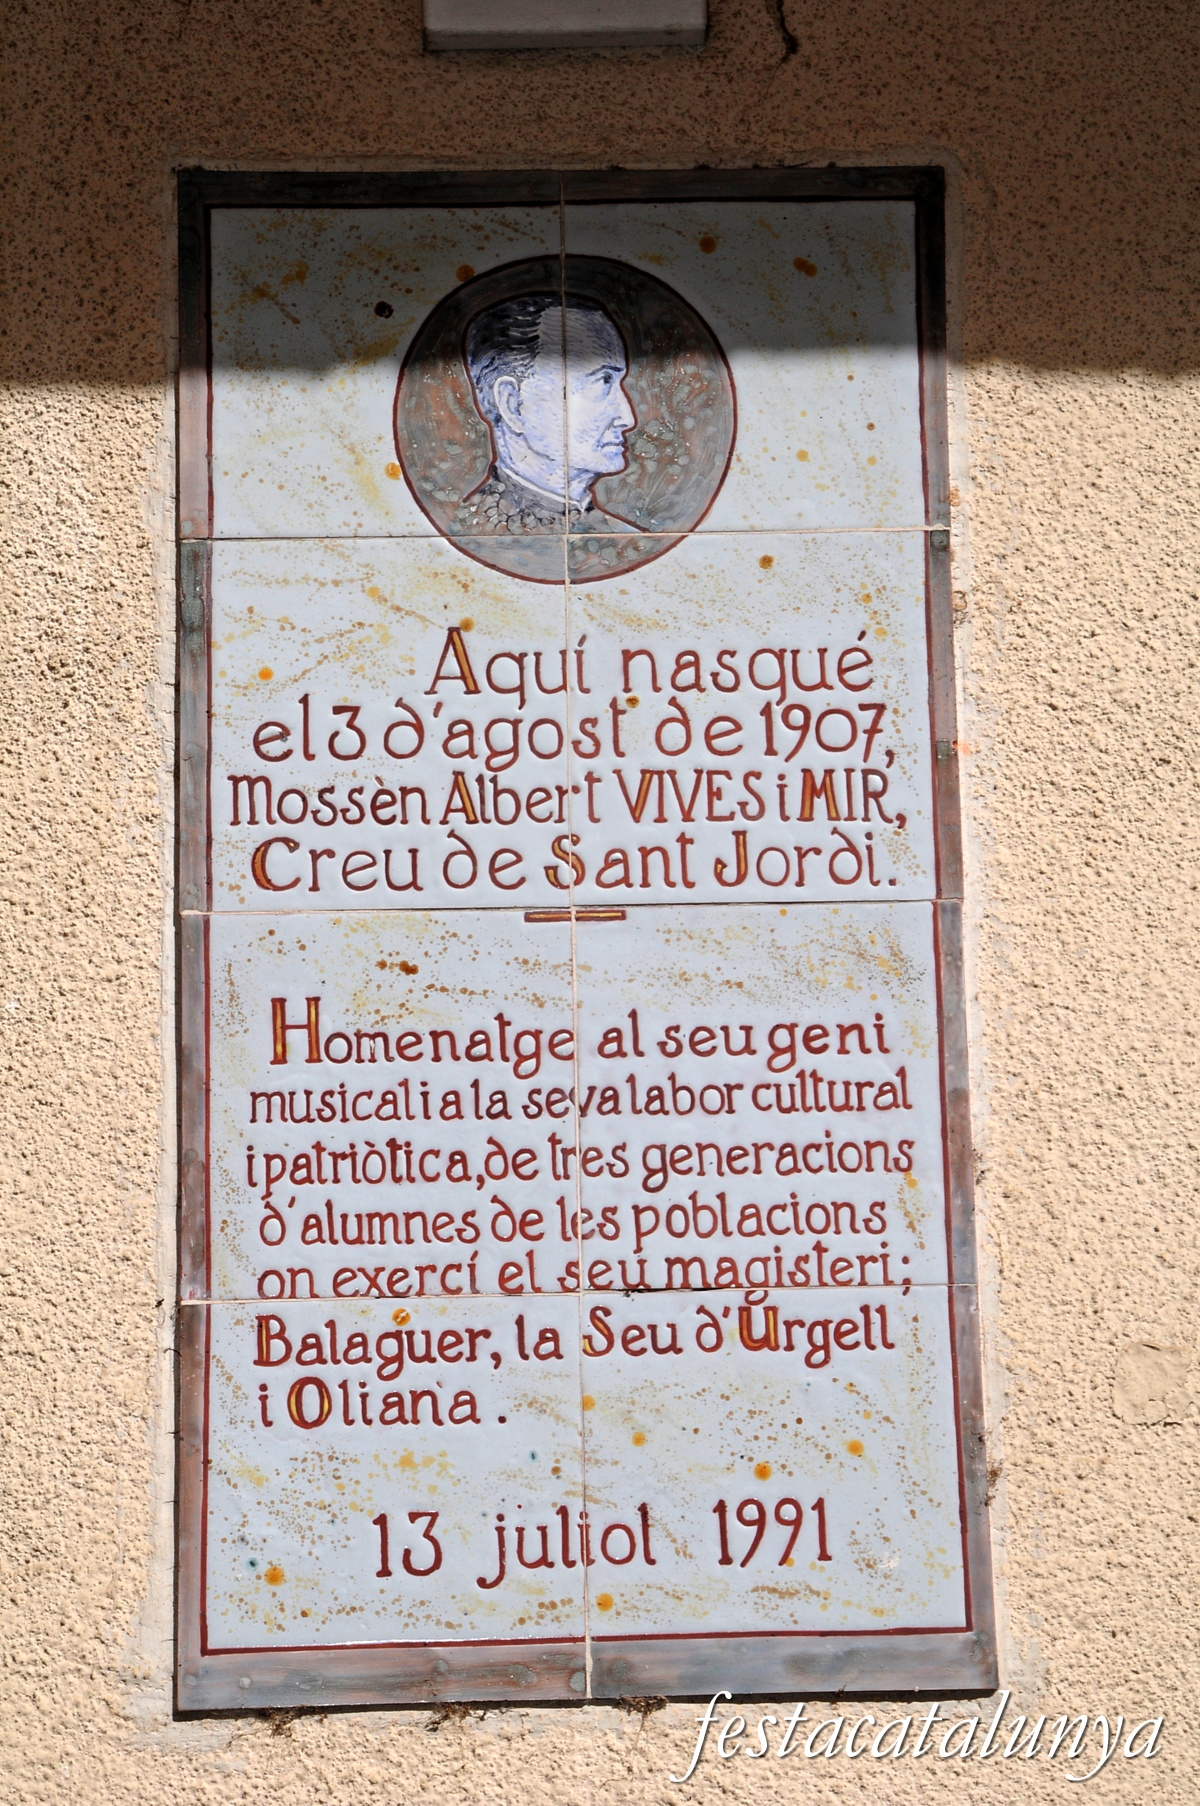 Aquí nasqué
el 3 d'agost de 1907,
Mossèn Albert VIVES i MIR,
Creu de Sant Jordi.
Homenatge al seu geni
musical i a la seva labor cultural
i patriòtica, de tres generacions
d'alumnes de les poblacions
on exercí el seu magisteri;
Balaguer, la Seu d'Urgell
i Oliana.
13 juliol 1991
festacatalunya